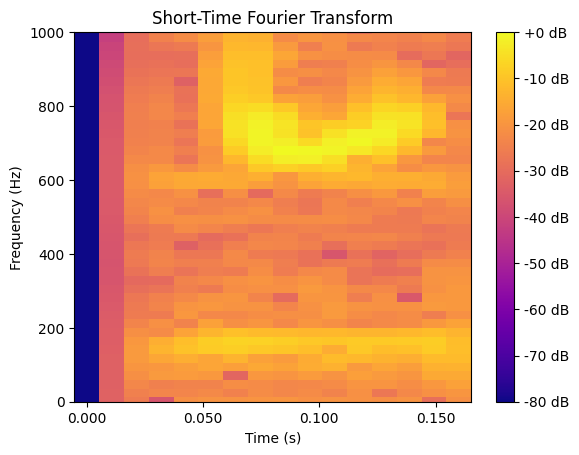 Short-Time Fourier Transform
1000
800
600
400
200
0
Frequency (Hz)
0.000
0.050
0.100
0.150
Time (s)
+0 dB
-10 dB
-20 dB
-30 dB
-40 dB
-50 dB
-60 dB
-70 dB
-80 dB